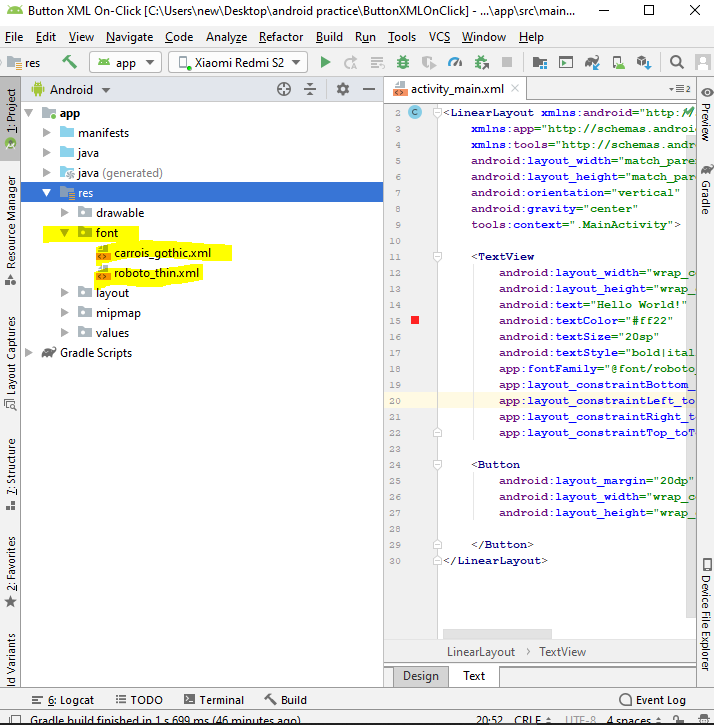 Button XML On-Click [C:\Users\new\Desktop\android practice\ButtonXMLOnClick] - ...\app\src\main...
File Edit View Navigate Code Analyze Refactor Build Run Tools VCS Window Help
res app Xiaomi Redmi S2
1: Project
Resource Manager
Layout Captures
7: Structure
2: Favorites
ld Variants
Android
app
manifests
java
java (generated)
res
drawable
font
carrois_gothic.xml
roboto_thin.xml
layout
mipmap
values
Gradle Scripts
activity_main.xml
2 <LinearLayout xmlns:android="http:
3 xmlns:app="http://schemas.androi
4 xmlns:tools="http://schemas.andr
5 android:layout_width="match_pare
6 android:layout_height="match_par
7 android:orientation="vertical"
8 android:gravity="center"
9 tools:context=".MainActivity">
10
11 <TextView
12 android:layout_width="wrap_c
13 android:layout_height="wrap_
14 android:text="Hello World!"
15 android:textColor="#ff22"
16 android:textSize="20sp"
17 android:textStyle="bold|ital
18 app:fontFamily="@font/roboto_
19 app:layout_constraintBottom_
20 app:layout_constraintLeft_to
21 app:layout_constraintRight_t
22 app:layout_constraintTop_toT
23
24 <Button
25 android:layout_margin="20dp"
26 android:layout_width="wrap_c
27 android:layout_height="wrap_
28
29 </Button>
30 </LinearLayout>
LinearLayout > TextView
Design Text
Preview
Gradle
Device File Explorer
6: Logcat TODO Terminal Build Event Log
Gradle build finished in 1 s 699 ms (46 minutes ago) 20:52 CRLF UTF-8 4 spaces